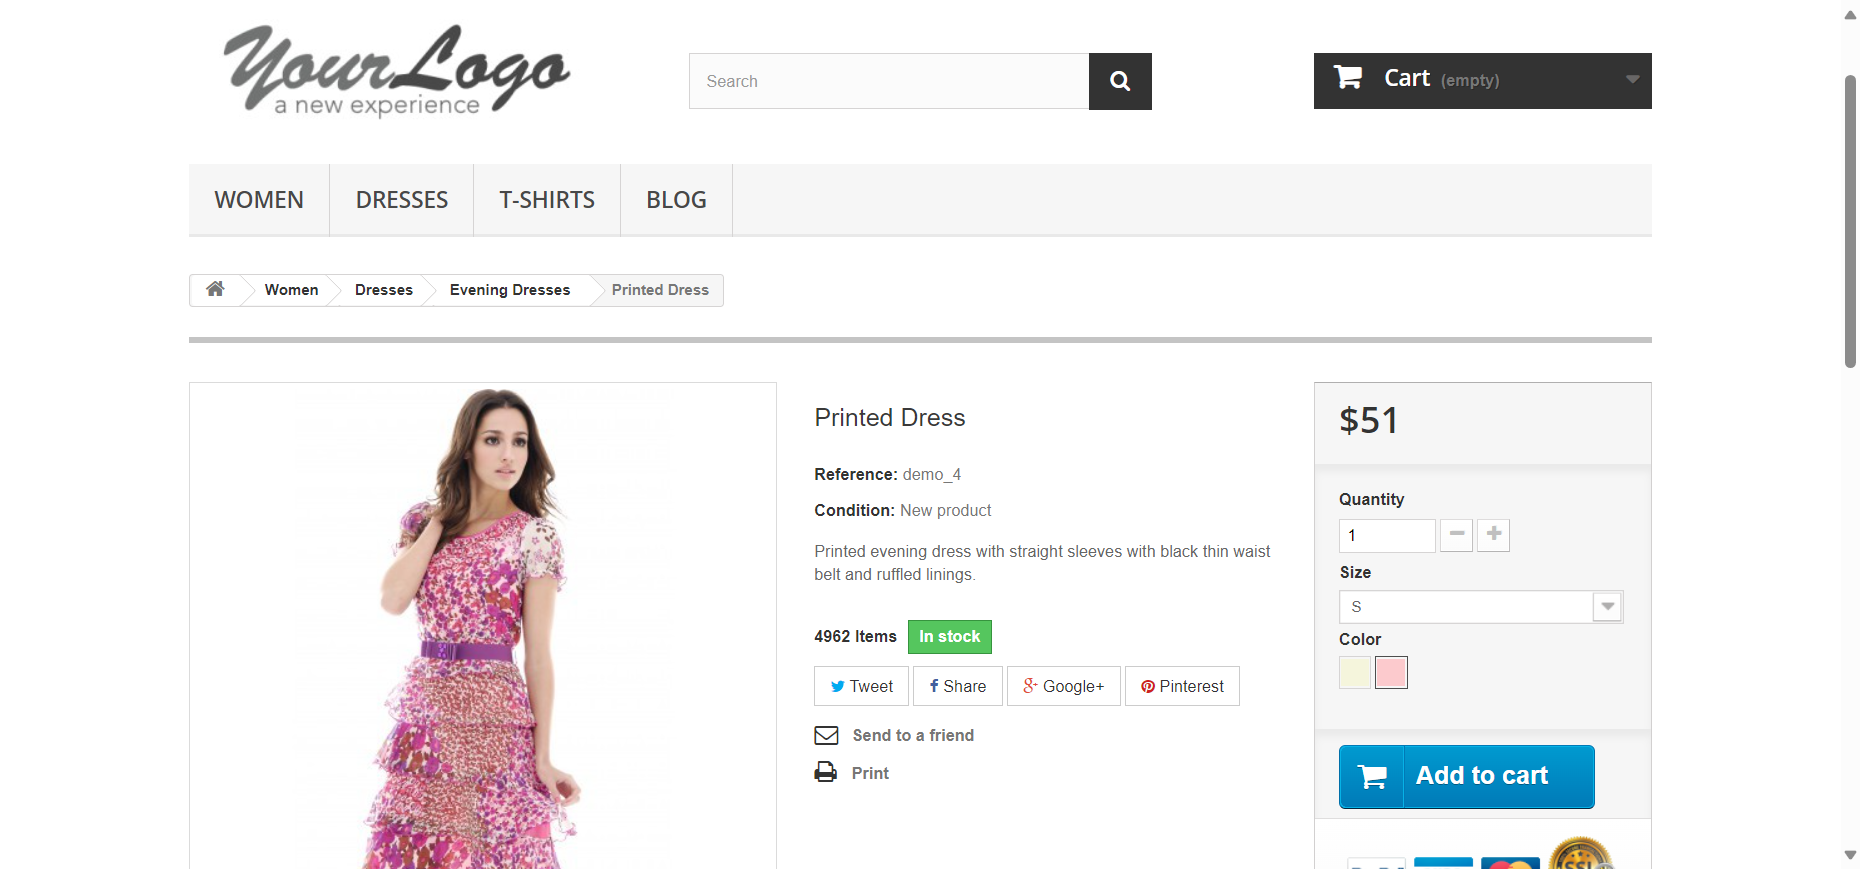 YourLogo
a new experience
Search
Cart (empty)
WOMEN DRESSES T-SHIRTS BLOG
Women Dresses Evening Dresses Printed Dress
Printed Dress
Reference: demo_4
Condition: New product
Printed evening dress with straight sleeves with black thin waist
belt and ruffled linings.
4962 Items In stock
Tweet Share Google+ Pinterest
Send to a friend
Print
$51
Quantity
1
Size
S
Color
Add to cart